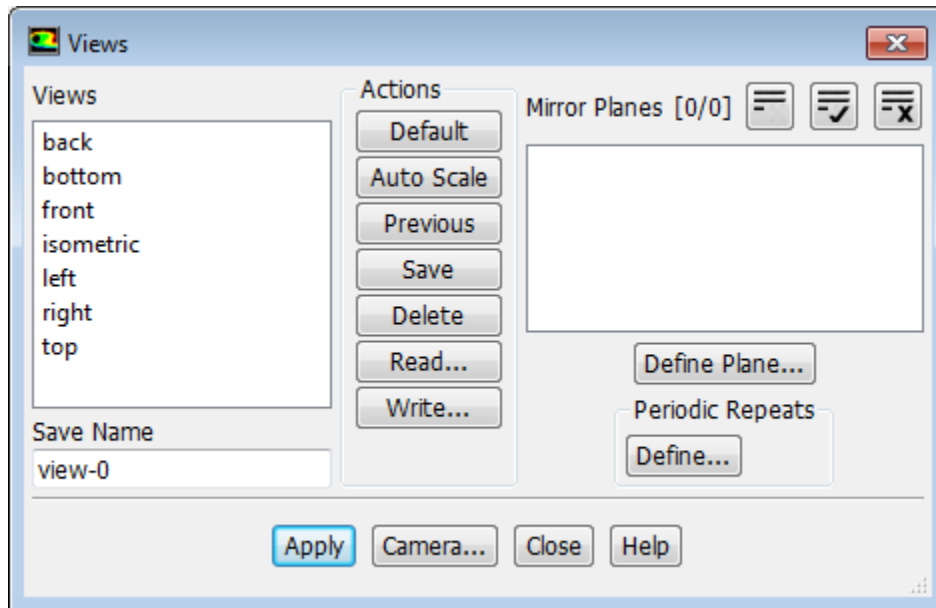 Views
Views
back
bottom
front
isometric
left
right
top
Save Name
view-0
Actions
Default
Auto Scale
Previous
Save
Delete
Read...
Write...
Mirror Planes [0/0]
Define Plane...
Periodic Repeats
Define...
Apply Camera... Close Help